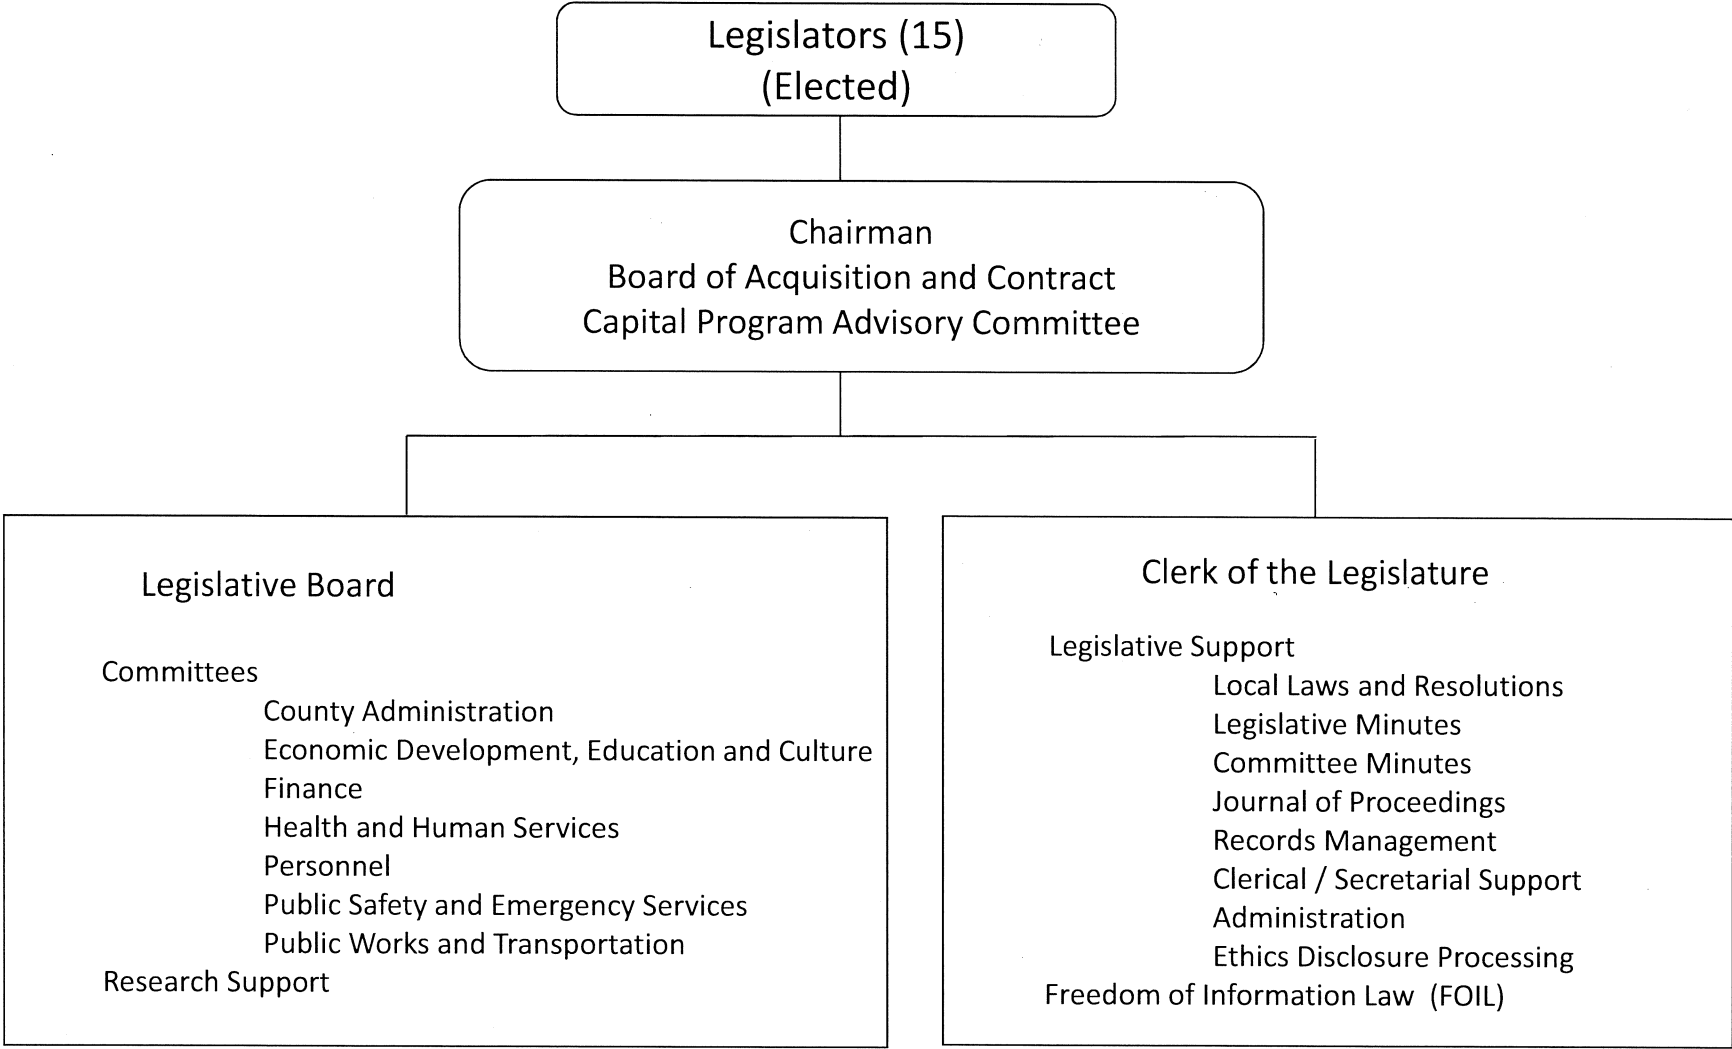 Legislators (15)
(Elected)
Chairman
Board of Acquisition and Contract
Capital Program Advisory Committee
Legislative Board
Committees
County Administration
Economic Development, Education and Culture
Finance
Health and Human Services
Personnel
Public Safety and Emergency Services
Public Works and Transportation
Research Support
Clerk of the Legislature
Legislative Support
Local Laws and Resolutions
Legislative Minutes
Committee Minutes
Journal of Proceedings
Records Management
Clerical / Secretarial Support
Administration
Ethics Disclosure Processing
Freedom of Information Law (FOIL)